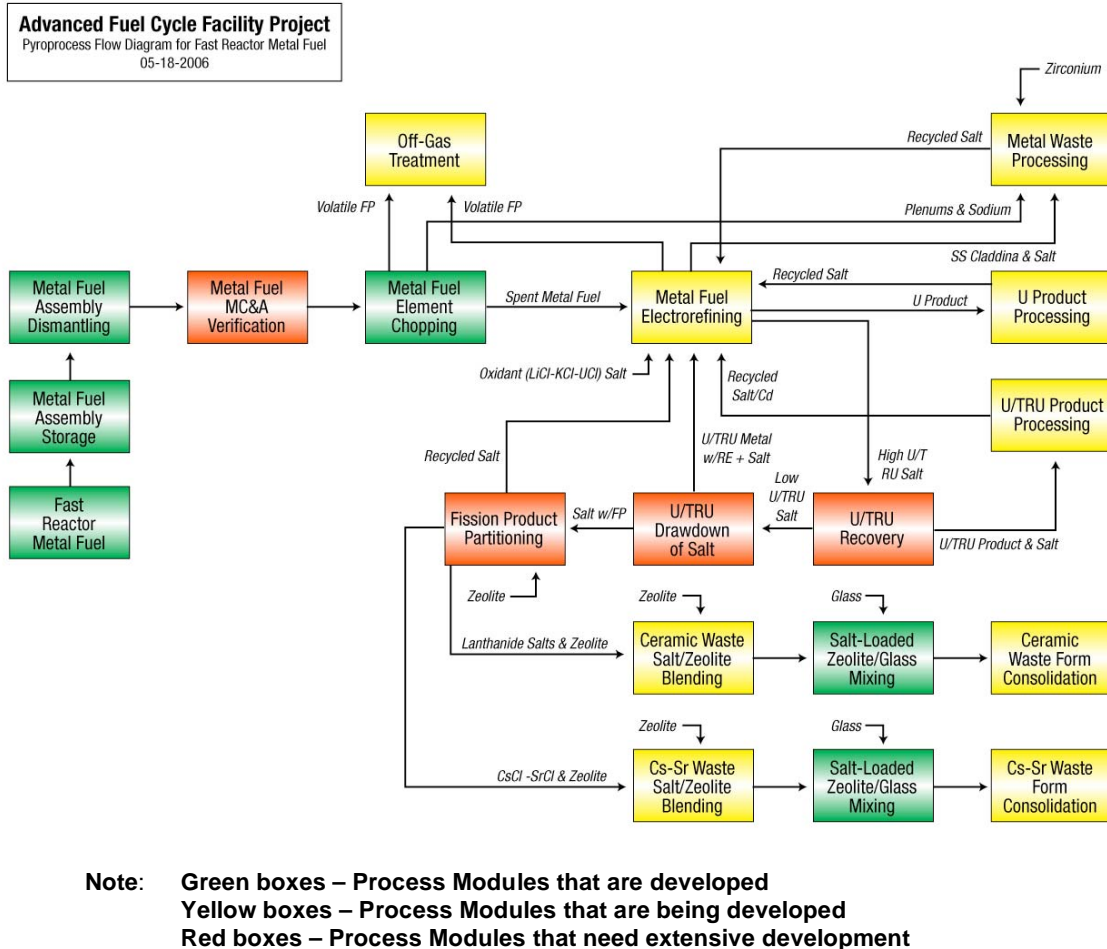 Advanced Fuel Cycle Facility Project
Pyroprocess Flow Diagram for Fast Reactor Metal Fuel
05-18-2006
Zirconium
Off-Gas
Treatment
Recycled Salt
Metal Waste
Processing
Volatile FP
Volatile FP
Plenums & Sodium
SS Claddina & Salt
Metal Fuel
Assembly
Dismantling
Metal Fuel
MC&A
Verification
Metal Fuel
Element
Chopping
Spent Metal Fuel
Metal Fuel
Electrorefining
Recycled Salt
U Product
U Product
Processing
Oxidant (LiCl-KCl-UCl) Salt
Recycled
Salt/Cd
Metal Fuel
Assembly
Storage
U/TRU Product
Processing
Recycled Salt
U/TRU Metal
w/RE + Salt
High U/T
RU Salt
Low
U/TRU
Salt
Fast
Reactor
Metal Fuel
Fission Product
Partitioning
Salt w/FP
U/TRU
Drawdown
of Salt
U/TRU
Recovery
U/TRU Product & Salt
Zeolite
Zeolite
Glass
Lanthanide Salts & Zeolite
Ceramic Waste
Salt/Zeolite
Blending
Salt-Loaded
Zeolite/Glass
Mixing
Ceramic
Waste Form
Consolidation
Zeolite
Glass
CsCl -SrCl & Zeolite
Cs-Sr Waste
Salt/Zeolite
Blending
Salt-Loaded
Zeolite/Glass
Mixing
Cs-Sr Waste
Form
Consolidation
Note: Green boxes – Process Modules that are developed
Yellow boxes – Process Modules that are being developed
Red boxes – Process Modules that need extensive development